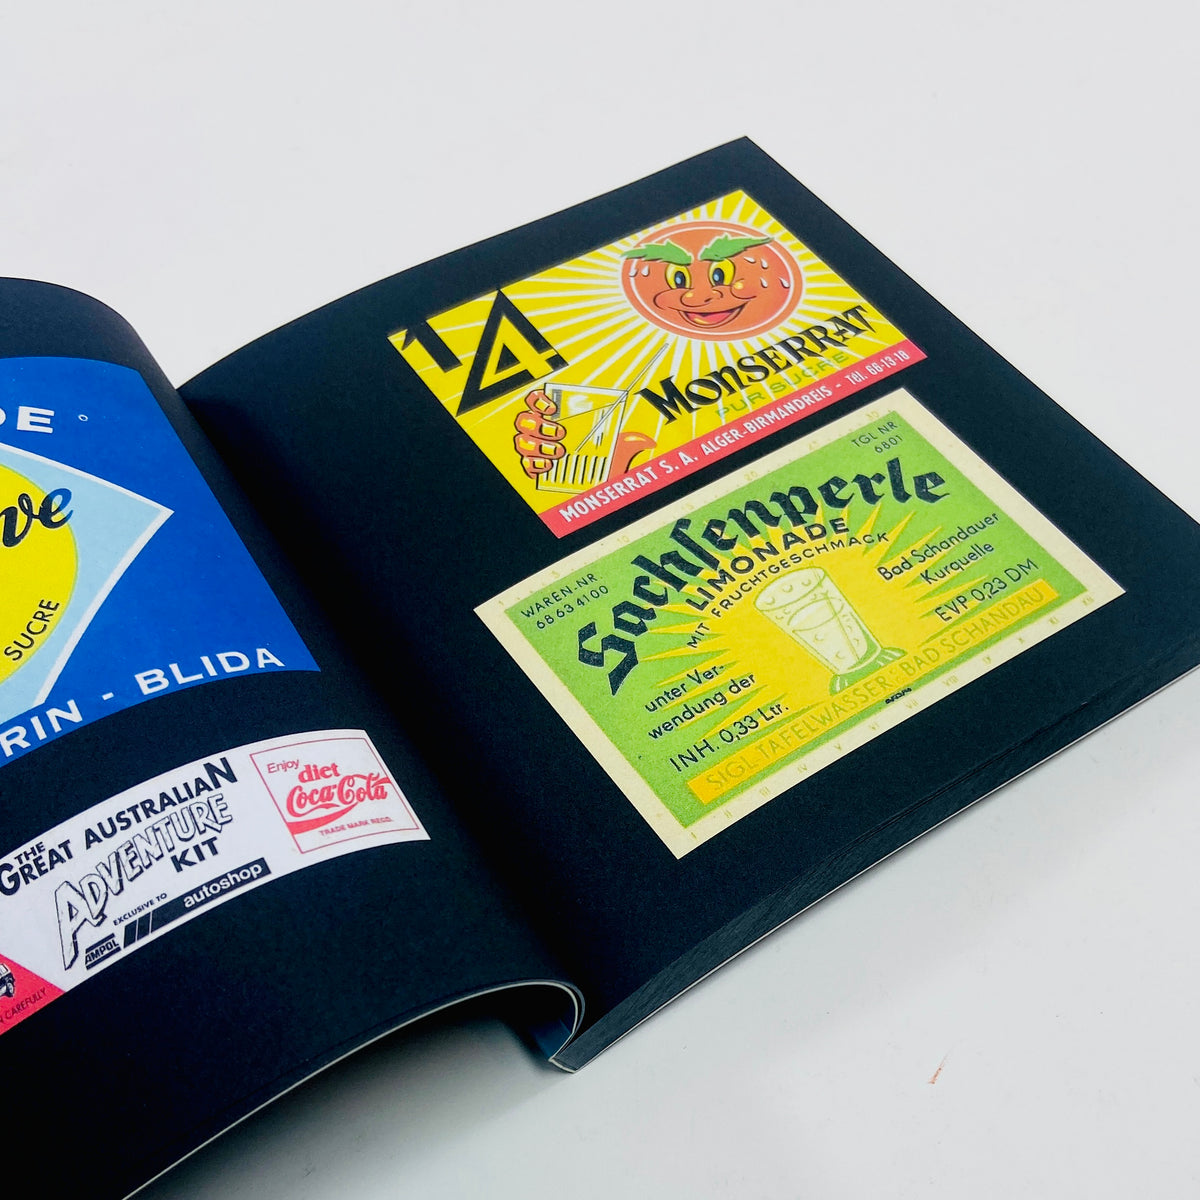 DE
ve
SUCRE
RIN - BLIDA
THE
GREAT AUSTRALIAN
ADVENTURE
KIT
EXCLUSIVE TO
autoshop
AMPOL
Enjoy
diet
Coca-Cola
TRADE MARK REGD.
CAREFULLY
14
MONSERRAT
PUR SUCRE
MONSERRAT S. A. ALGER-BIRMANDREIS - Tél. 66-13-18
TGL NR
6801
WAREN-NR.
68 63 4100
Sachsenperle
LIMONADE
MIT FRUCHTGESCHMACK
Bad Schandauer
Kurquelle
EVP 0,23 DM
unter Ver-
wendung der
INH. 0,33 Ltr.
SIGL-TAFELWASSER·BAD SCHANDAU